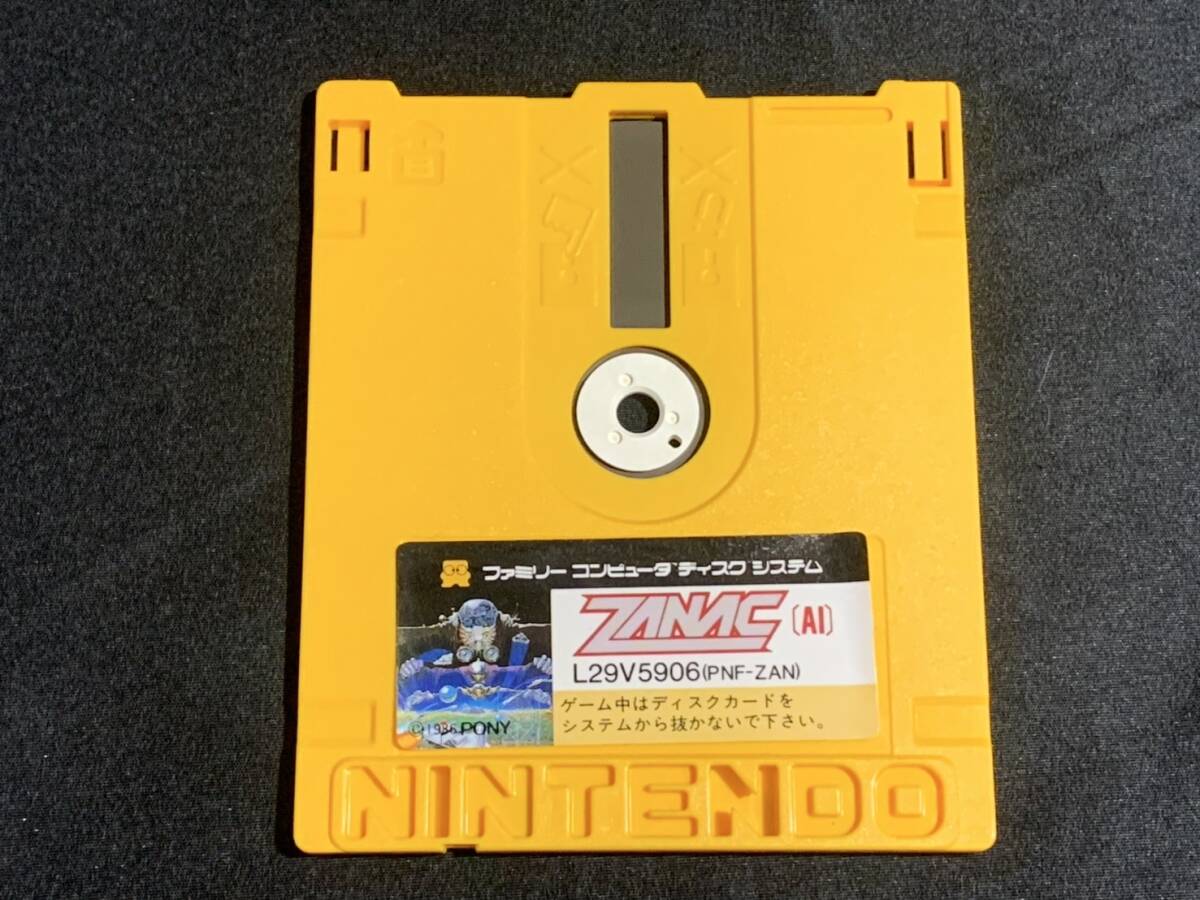 ファミリー コンピュータ ディスク システム
ZANAC [AI]
L29V5906(PNF-ZAN)
ゲーム中はディスクカードを
システムから抜かないで下さい。
©1986 PONY
NINTENDO